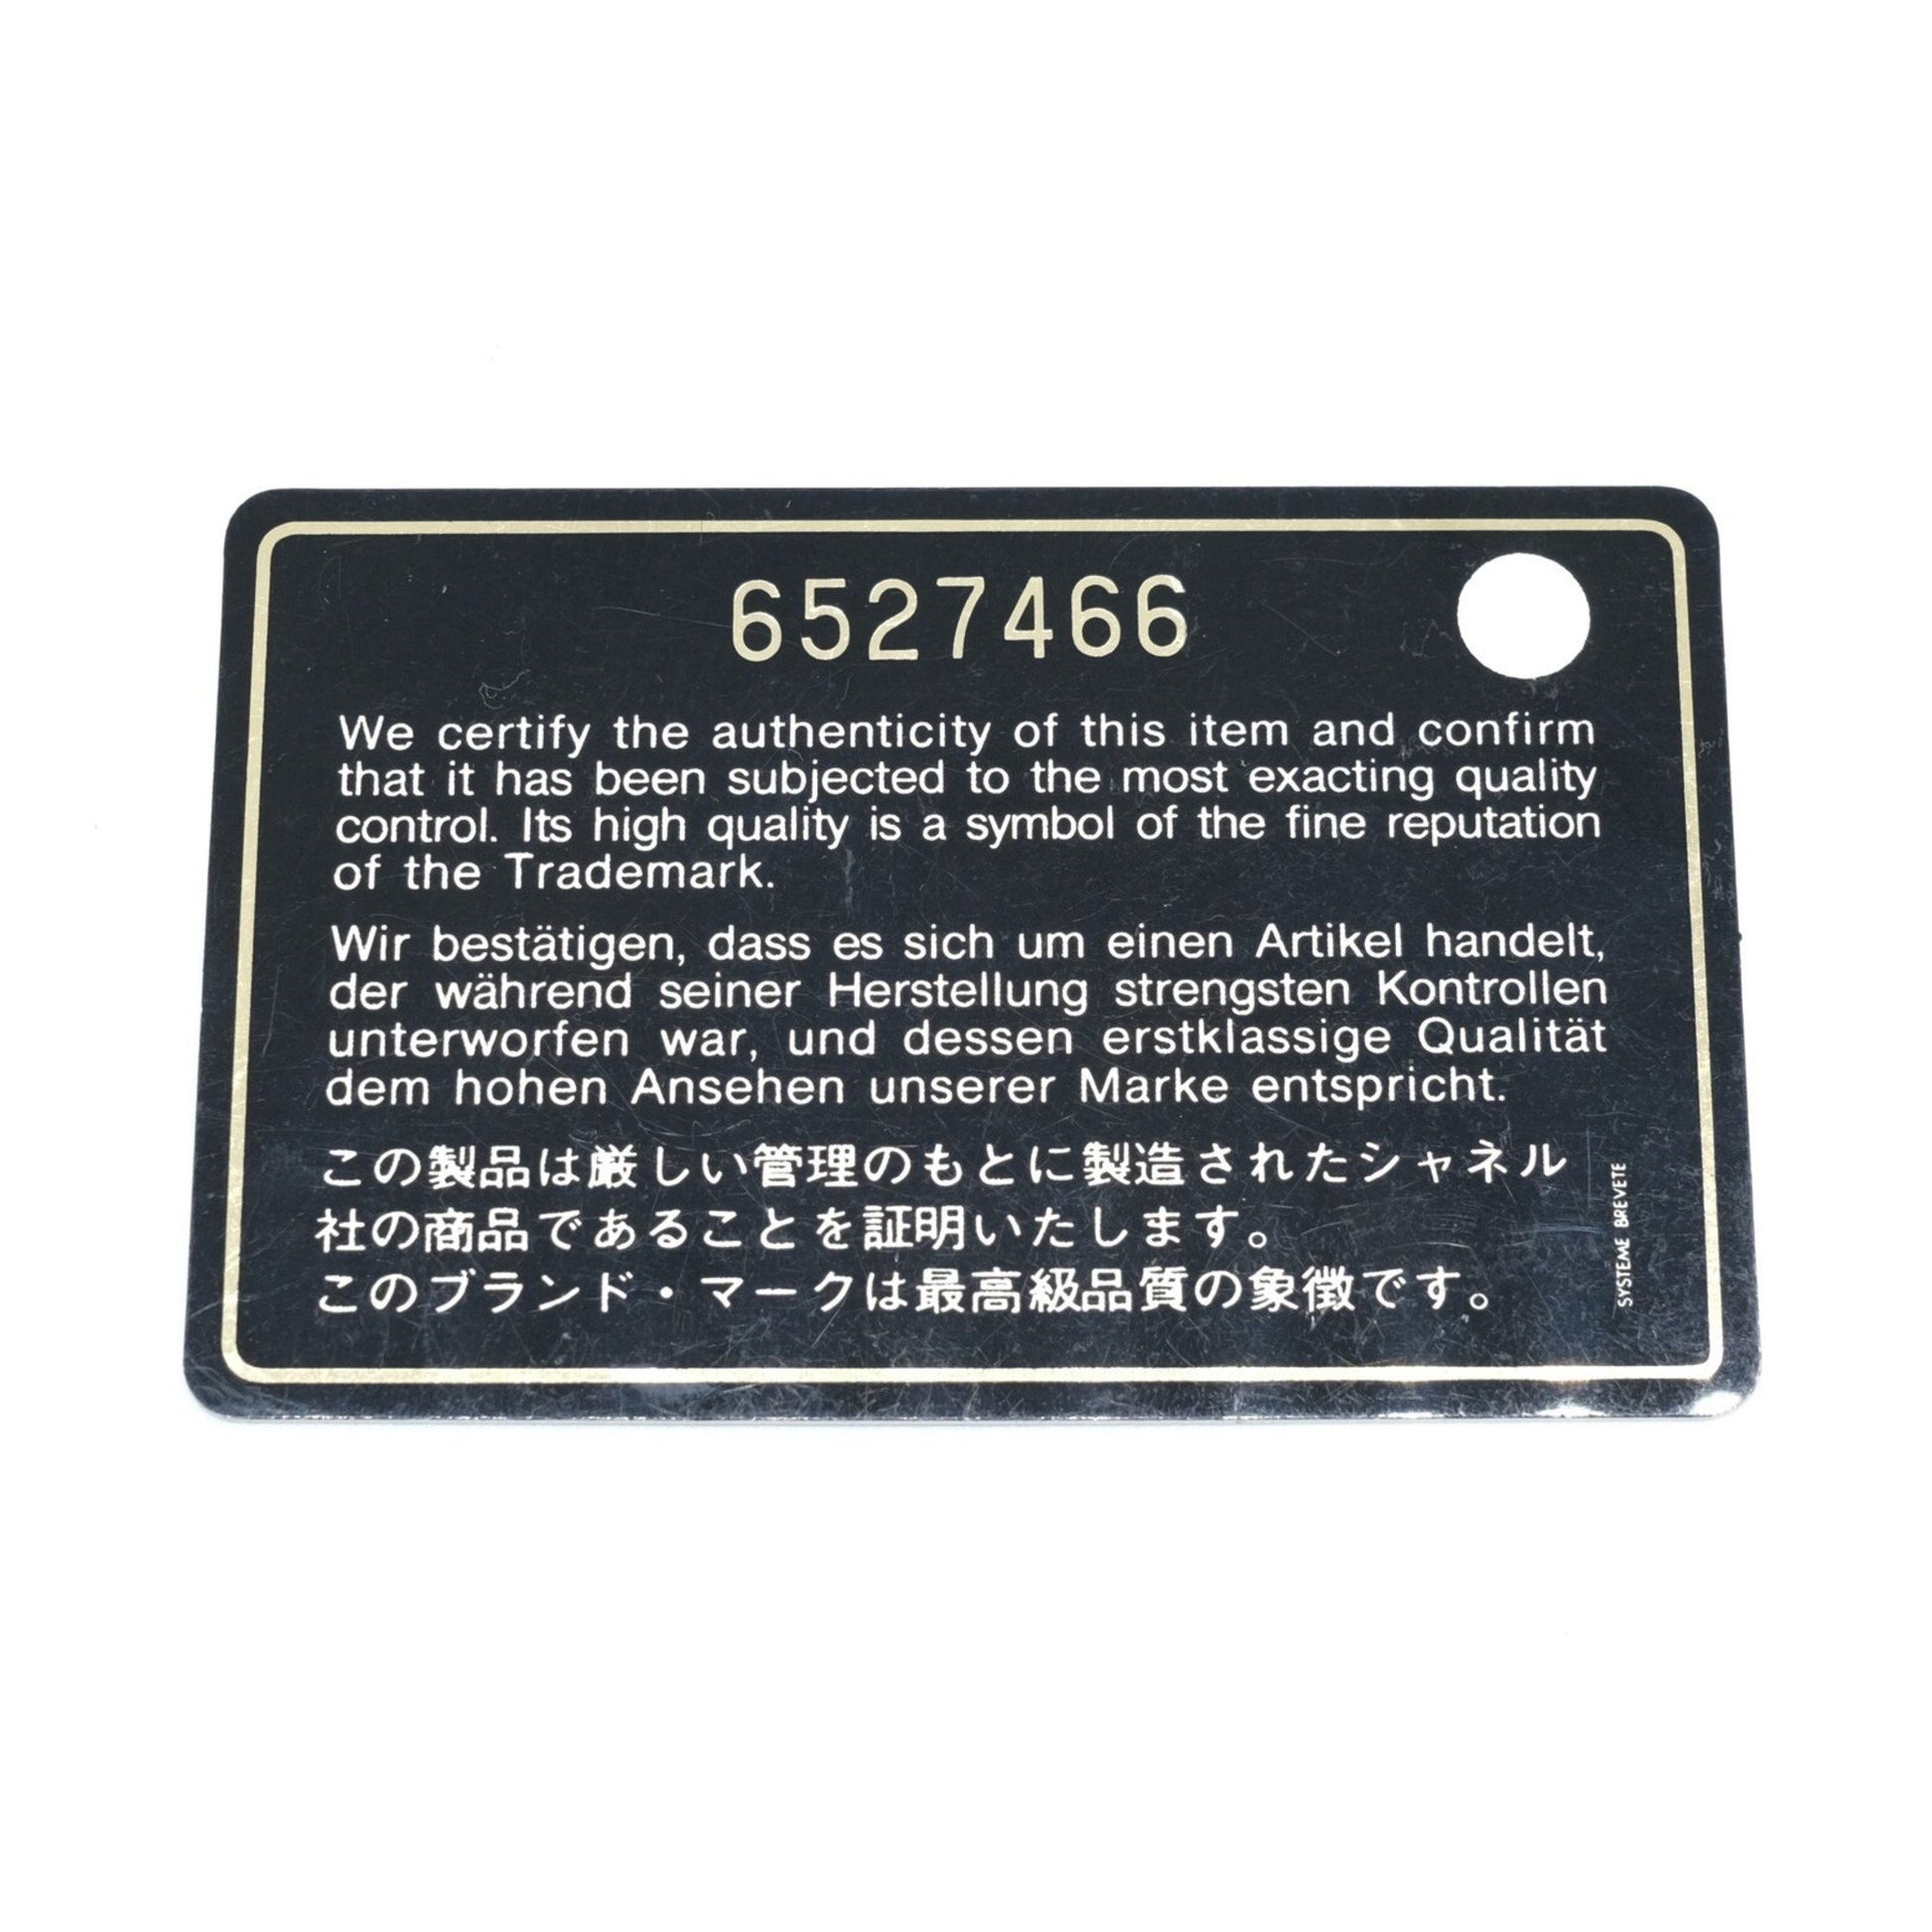 6527466
We certify the authenticity of this item and confirm
that it has been subjected to the most exacting quality
control. Its high quality is a symbol of the fine reputation
of the Trademark.
Wir bestätigen, dass es sich um einen Artikel handelt,
der während seiner Herstellung strengsten Kontrollen
unterworfen war, und dessen erstklassige Qualität
dem hohen Ansehen unserer Marke entspricht.
この製品は厳しい管理のもとに製造されたシャネル
社の商品であることを証明いたします。
このブランド・マークは最高級品質の象徴です。
SYSTEME BREVETE